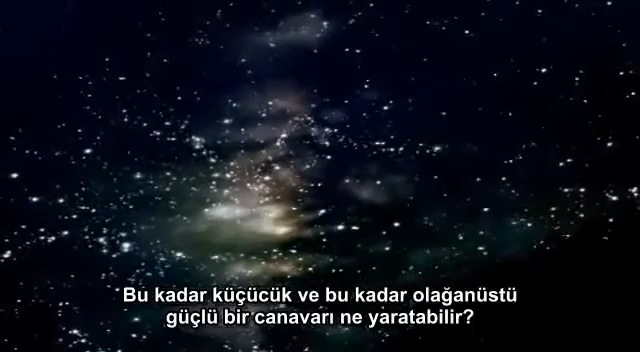 Bu kadar küçücük ve bu kadar olağanüstü
güçlü bir canavarı ne yaratabilir?